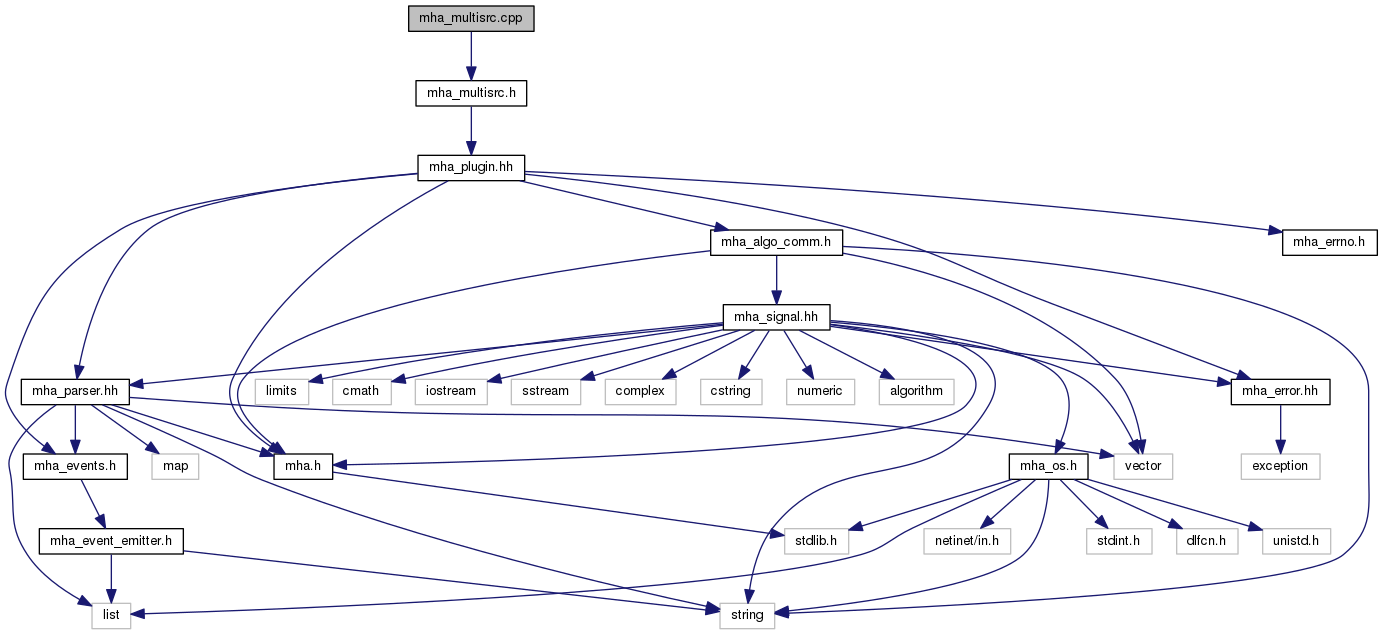 mha_multisrc.cpp
mha_multisrc.h
mha_plugin.hh
mha_algo_comm.h
mha_errno.h
mha_signal.hh
mha_parser.hh
limits
cmath
iostream
sstream
complex
cstring
numeric
algorithm
mha_error.hh
mha_events.h
map
mha.h
mha_os.h
vector
exception
mha_event_emitter.h
stdlib.h
netinet/in.h
stdint.h
dlfcn.h
unistd.h
list
string